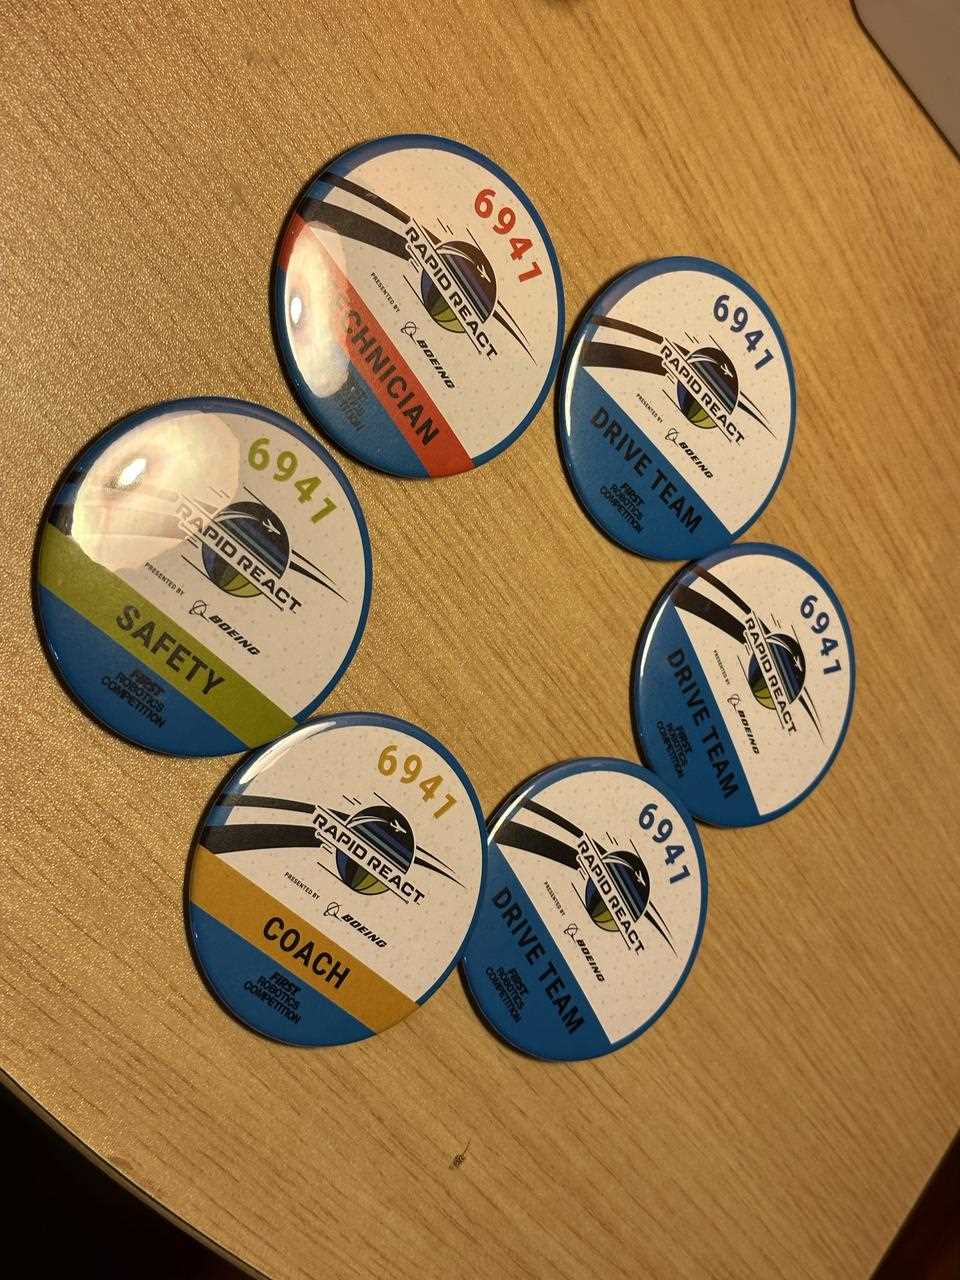 6941
RAPID REACT
PRESENTED BY
BOEING
CHNICIAN
6941
RAPID REACT
PRESENTED BY
BOEING
DRIVE TEAM
FIRST
ROBOTICS
COMPETITION
6941
RAPID REACT
PRESENTED BY
BOEING
SAFETY
FIRST
ROBOTICS
COMPETITION
6941
RAPID REACT
PRESENTED BY
BOEING
DRIVE TEAM
FIRST
ROBOTICS
COMPETITION
6941
RAPID REACT
PRESENTED BY
BOEING
COACH
FIRST
ROBOTICS
COMPETITION
6941
RAPID REACT
PRESENTED BY
BOEING
DRIVE TEAM
FIRST
ROBOTICS
COMPETITION